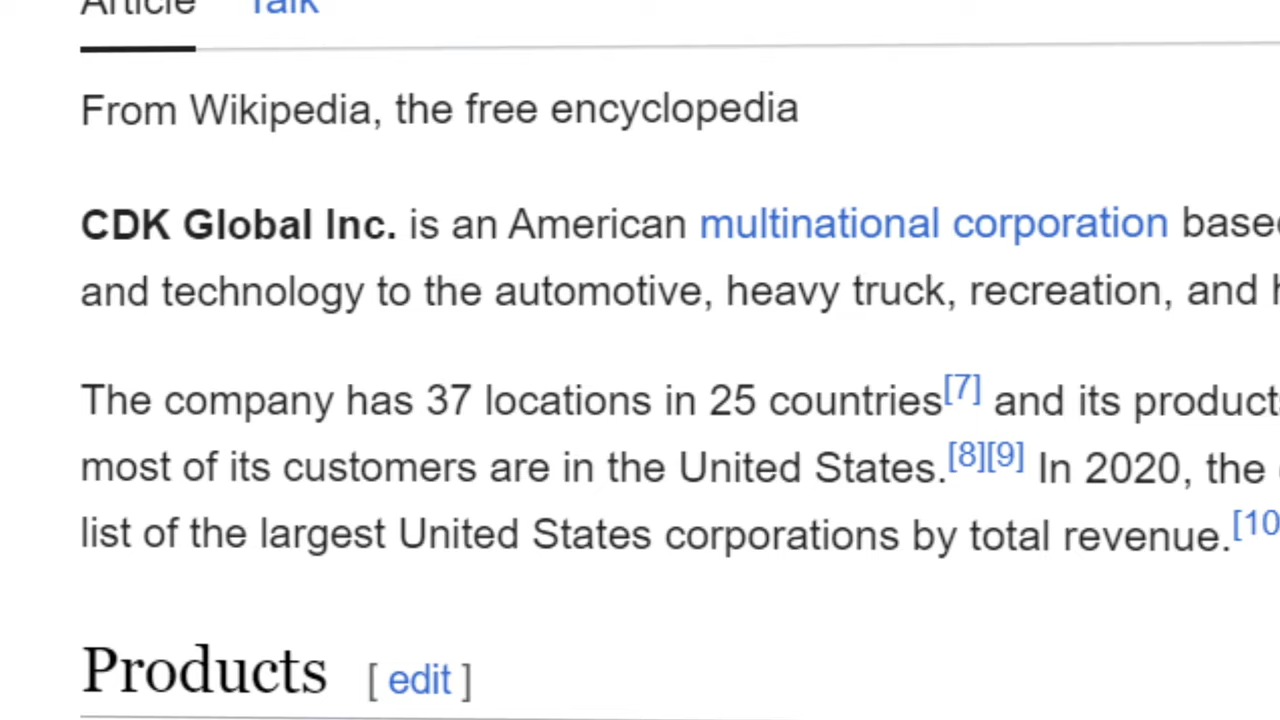 Article Talk
From Wikipedia, the free encyclopedia
CDK Global Inc. is an American multinational corporation based
and technology to the automotive, heavy truck, recreation, and h
The company has 37 locations in 25 countries[7] and its products
most of its customers are in the United States.[8][9] In 2020, the
list of the largest United States corporations by total revenue.[10
Products [ edit ]